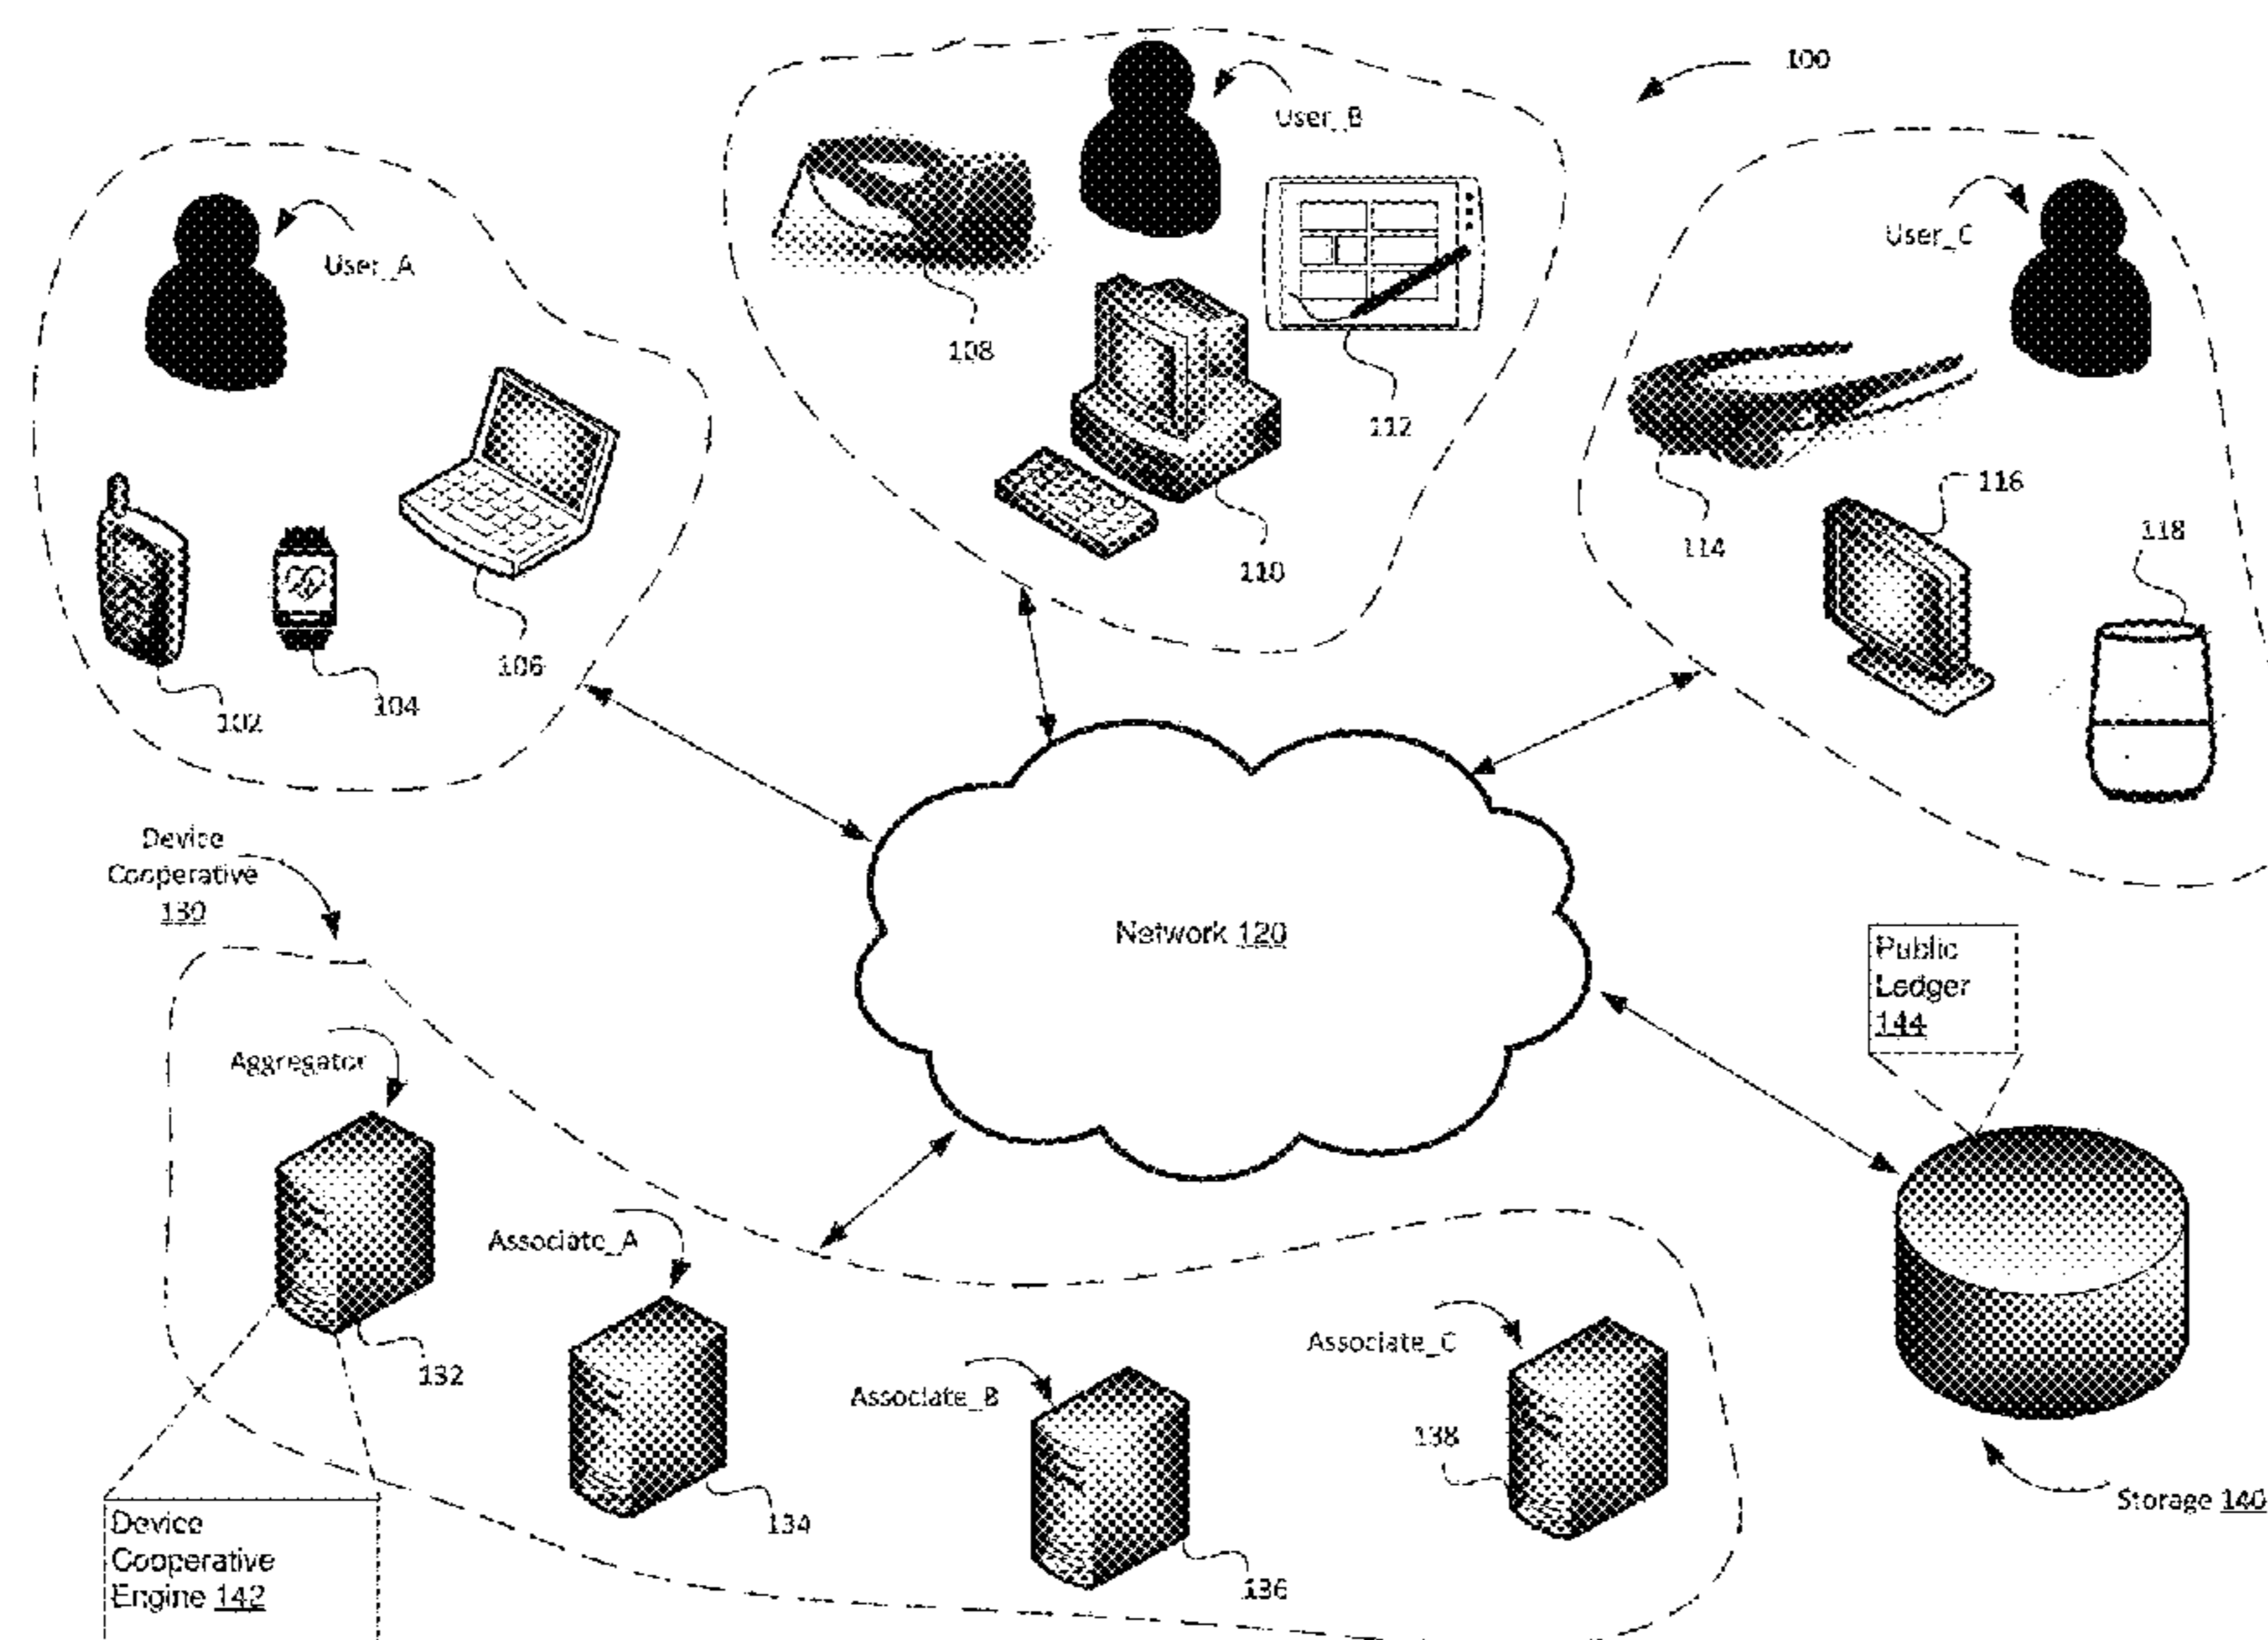 100
User_B
User_A
User_C
108
112
116
114
118
110
106
104
102
Device
Cooperative
130
Network 120
Public
Ledger
144
Aggregator
Associate_A
Associate_C
132
Associate_B
138
Storage 140
134
Device
Cooperative
Engine 142
136